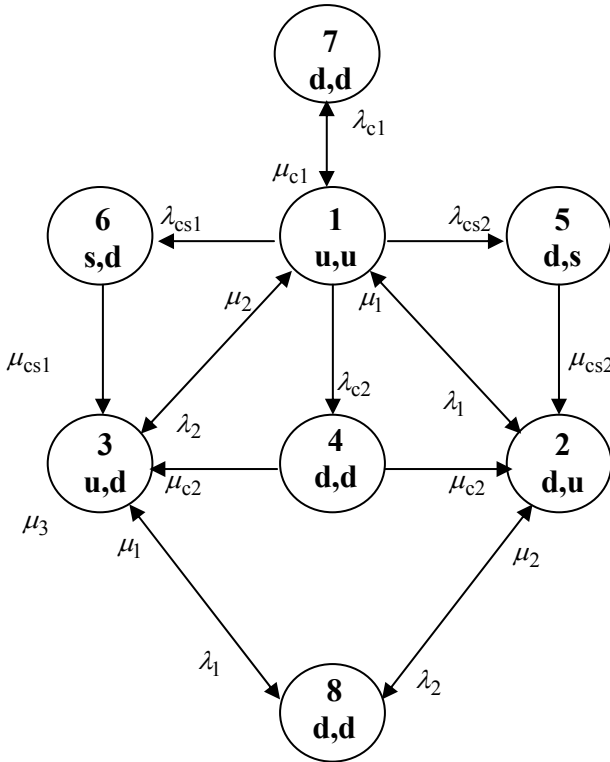 7
d,d
λc1
μc1
6
s,d
λcs1
1
u,u
λcs2
5
d,s
μ2
μ1
μcs1
μcs2
λc2
λ2
λ1
3
u,d
μc2
4
d,d
μc2
2
d,u
μ3
μ1
μ2
λ1
λ2
8
d,d